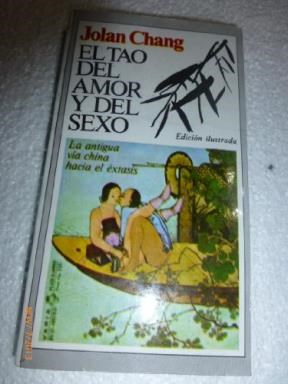 Jolan Chang
EL TAO
DEL
AMOR
Y DEL
SEXO
Edición ilustrada
La antigua
vía china
hacia el éxtasis